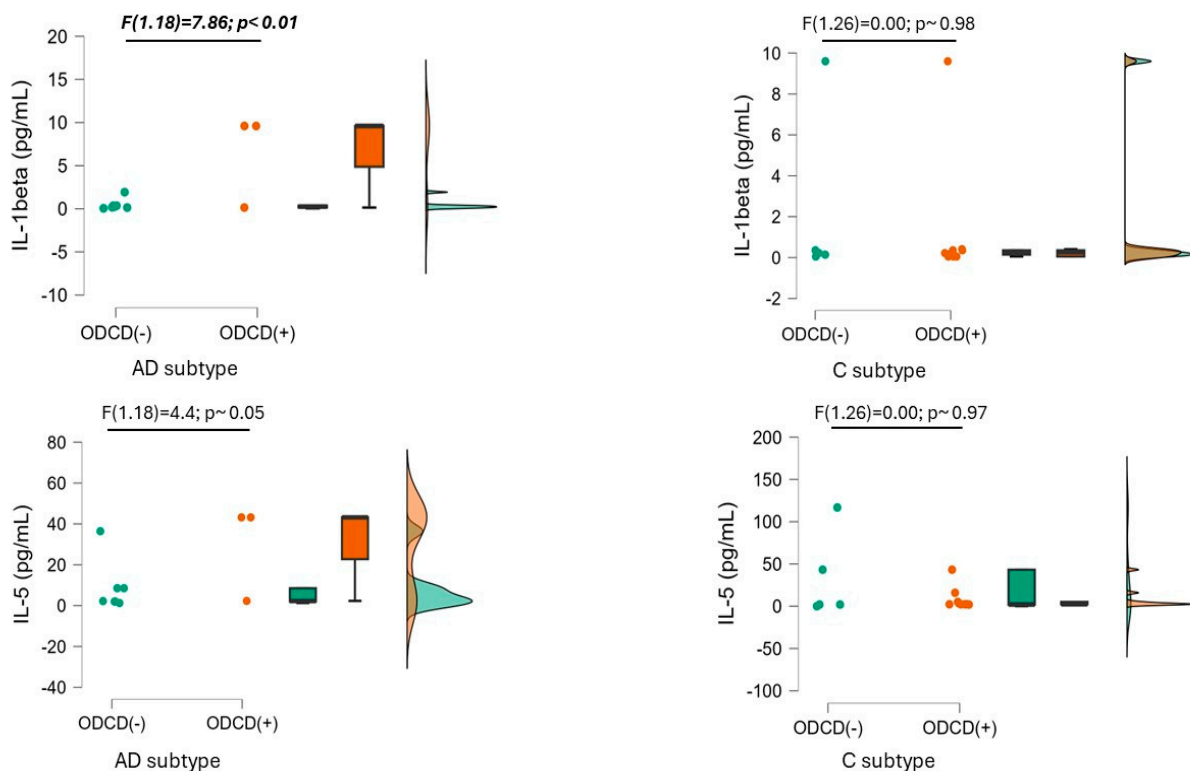 F(1.18)=7.86; p< 0.01
20
15
10
5
0
-5
-10
IL-1beta (pg/mL)
ODCD(-) ODCD(+)
AD subtype
F(1.26)=0.00; p~ 0.98
10
8
6
4
2
0
-2
IL-1beta (pg/mL)
ODCD(-) ODCD(+)
C subtype
F(1.18)=4.4; p~ 0.05
80
60
40
20
0
-20
-40
IL-5 (pg/mL)
ODCD(-) ODCD(+)
AD subtype
F(1.26)=0.00; p~ 0.97
200
150
100
50
0
-50
-100
IL-5 (pg/mL)
ODCD(-) ODCD(+)
C subtype